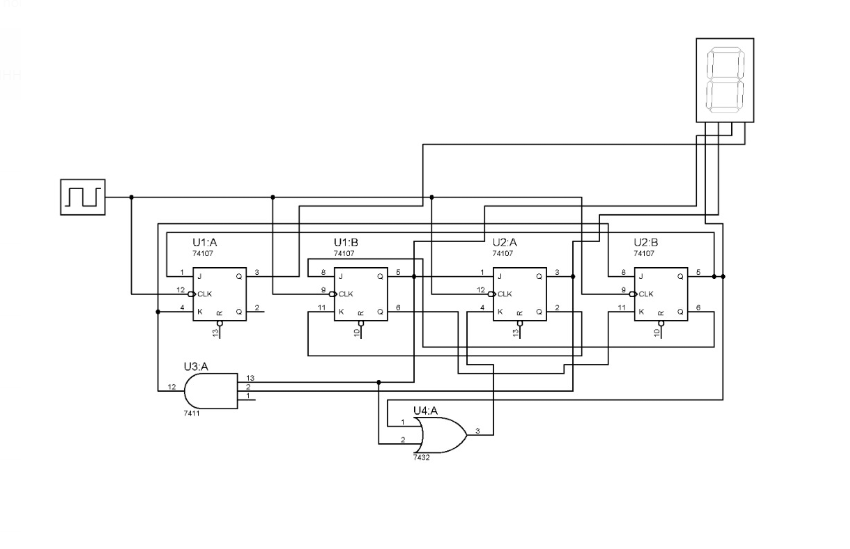 U1:A
74107
1 J Q 3
12 CLK
4 K Q 2
R
13
U1:B
74107
8 J Q 5
9 CLK
11 K Q 6
R
10
U2:A
74107
1 J Q 3
12 CLK
4 K Q 2
R
13
U2:B
74107
8 J Q 5
9 CLK
11 K Q 6
R
10
U3:A
12
13
2
1
7411
U4:A
1
2
3
7432